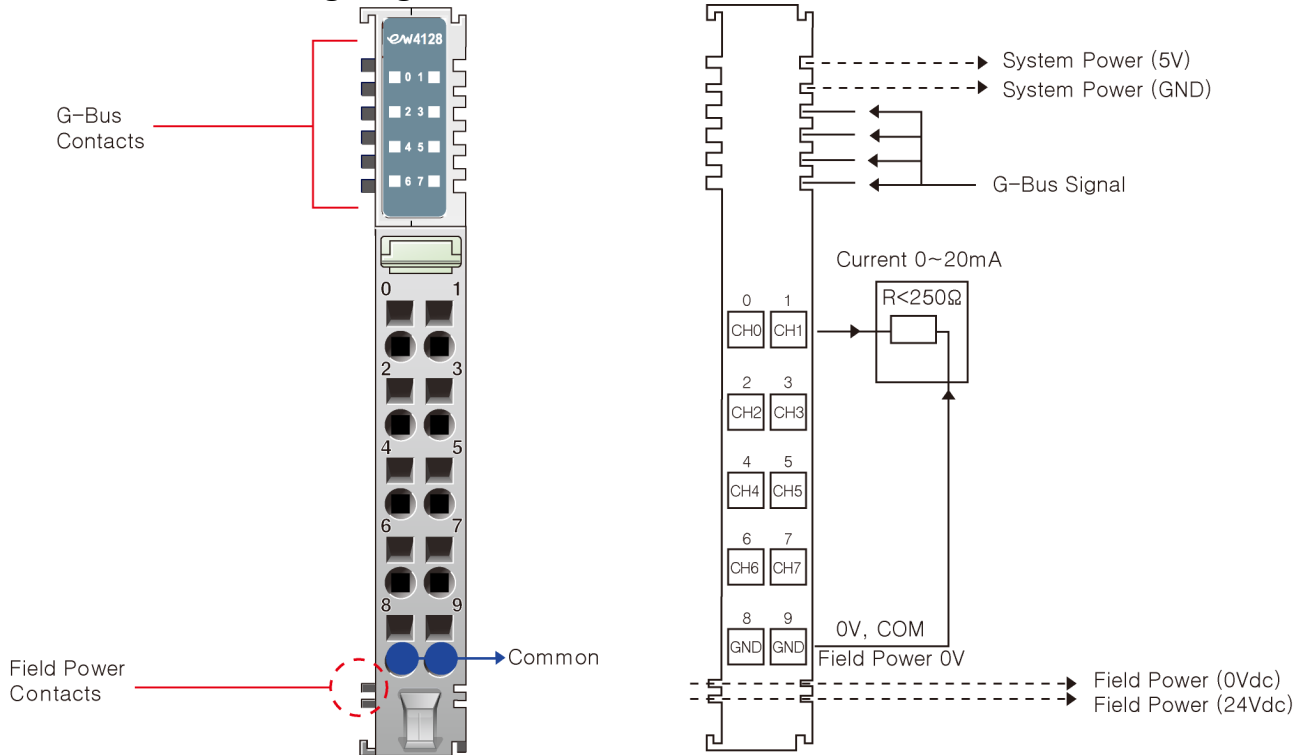 ew4128
0 1
2 3
4 5
6 7
G-Bus
Contacts
0 1
2 3
4 5
6 7
8 9
Common
Field Power
Contacts
System Power (5V)
System Power (GND)
G-Bus Signal
Current 0~20mA
R<250Ω
0 1
CH0 CH1
2 3
CH2 CH3
4 5
CH4 CH5
6 7
CH6 CH7
8 9
GND GND
0V, COM
Field Power 0V
Field Power (0Vdc)
Field Power (24Vdc)